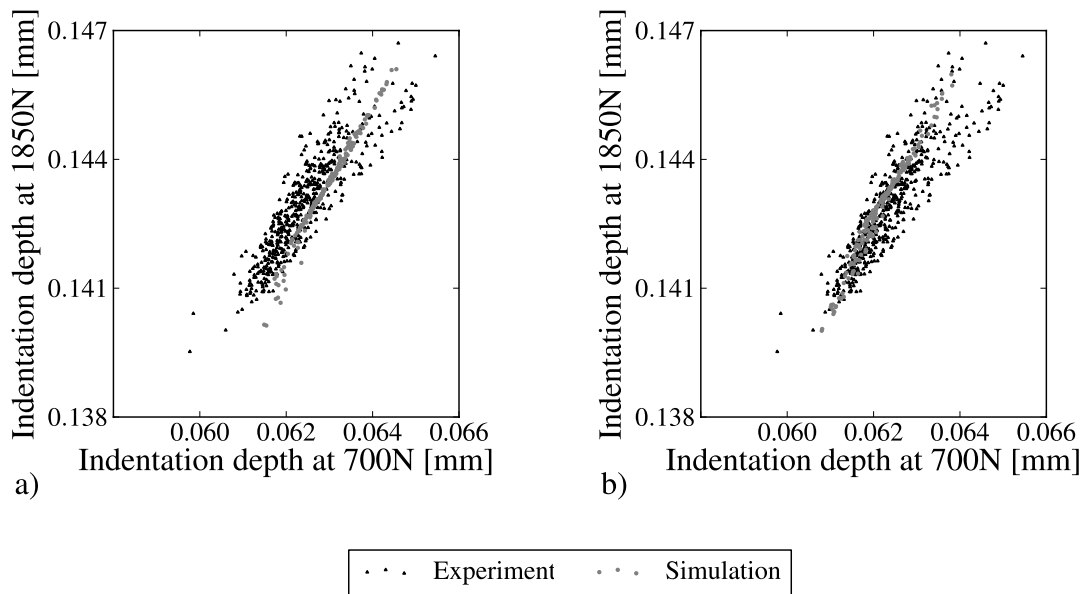 Indentation depth at 1850N [mm]
0.147
0.144
0.141
0.138
0.060 0.062 0.064 0.066
Indentation depth at 700N [mm]
a)
Indentation depth at 1850N [mm]
0.147
0.144
0.141
0.138
0.060 0.062 0.064 0.066
Indentation depth at 700N [mm]
b)
Experiment Simulation